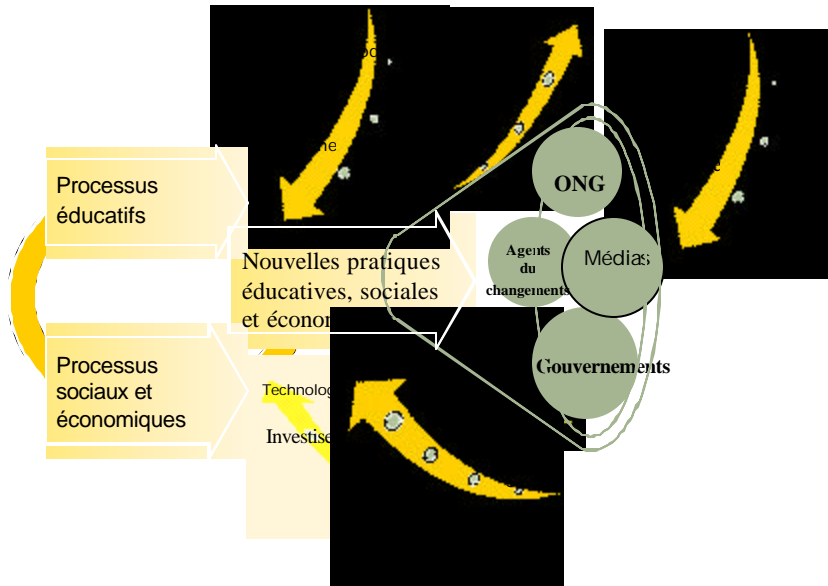 Processus
éducatifs
Nouvelles pratiques
éducatives, sociales
Processus
sociaux et
économiques
ONG
Agents
du
changements
Médias
Gouvernements